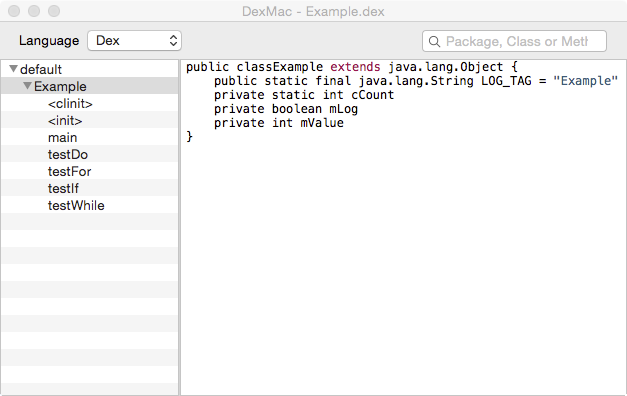 DexMac - Example.dex
Language Dex Package, Class or Metl
default
Example
<clinit>
<init>
main
testDo
testFor
testIf
testWhile
public classExample extends java.lang.Object {
    public static final java.lang.String LOG_TAG = "Example"
    private static int cCount
    private boolean mLog
    private int mValue
}